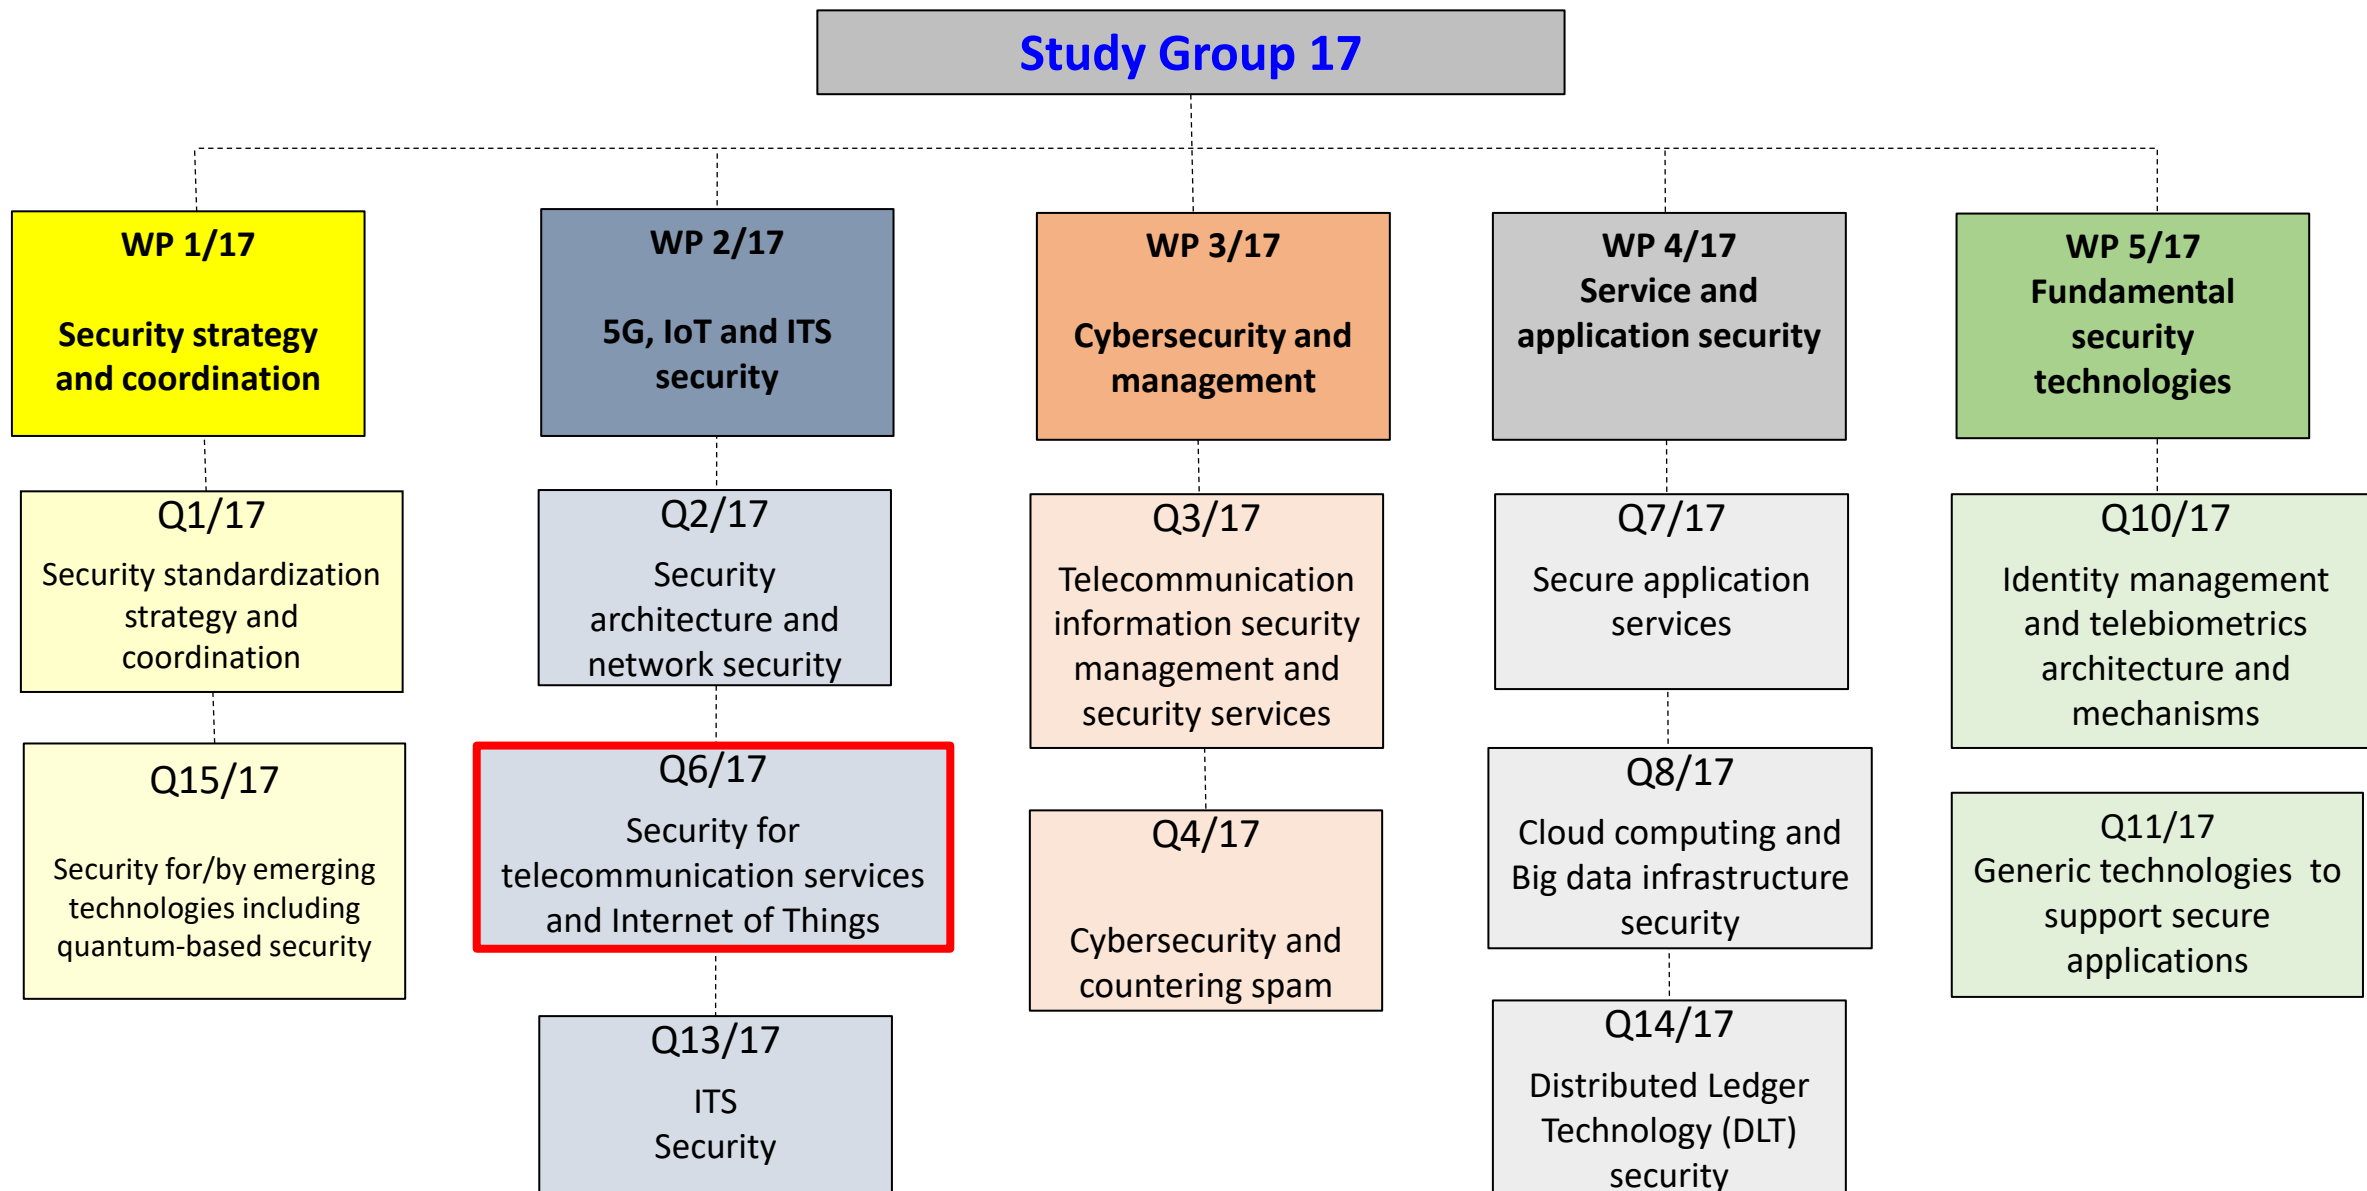 Study Group 17
WP 1/17
Security strategy
and coordination
WP 2/17
5G, IoT and ITS
security
WP 3/17
Cybersecurity and
management
WP 4/17
Service and
application security
WP 5/17
Fundamental
security
technologies
Q1/17
Security standardization
strategy and
coordination
Q15/17
Security for/by emerging
technologies including
quantum-based security
Q2/17
Security
architecture and
network security
Q6/17
Security for
telecommunication services
and Internet of Things
Q13/17
ITS
Security
Q3/17
Telecommunication
information security
management and
security services
Q4/17
Cybersecurity and
countering spam
Q7/17
Secure application
services
Q8/17
Cloud computing and
Big data infrastructure
security
Q14/17
Distributed Ledger
Technology (DLT)
security
Q10/17
Identity management
and telebiometrics
architecture and
mechanisms
Q11/17
Generic technologies to
support secure
applications